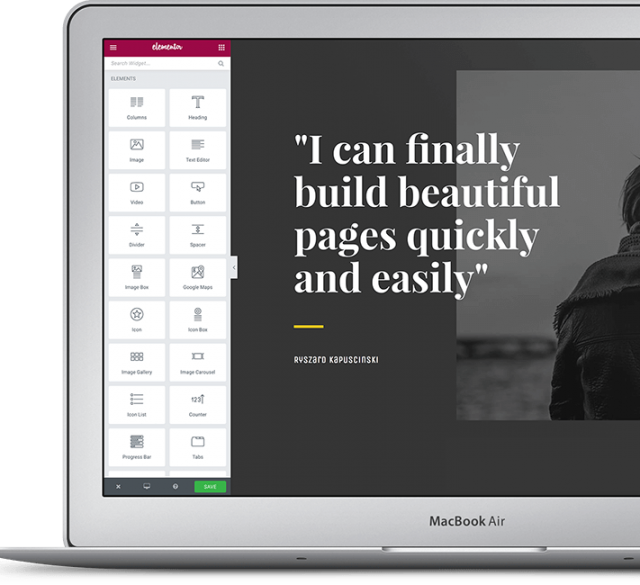 elementor
Search Widget...
ELEMENTS
Columns
Heading
Image
Text Editor
Video
Button
Divider
Spacer
Image Box
Google Maps
Icon
Icon Box
Image Gallery
Image Carousel
Icon List
123
Counter
Progress Bar
Tabs
SAVE
"I can finally
build beautiful
pages quickly
and easily"
Ryszard Kapuscinski
MacBook Air